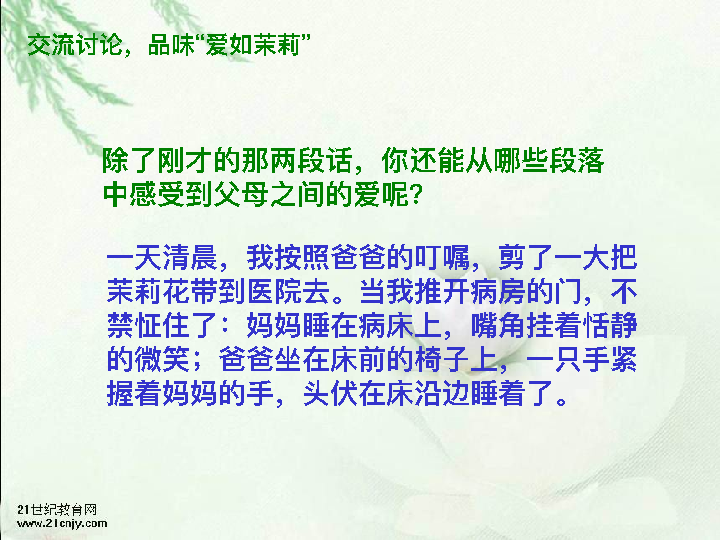 交流讨论，品味“爱如茉莉”
除了刚才的那两段话，你还能从哪些段落
中感受到父母之间的爱呢？
一天清晨，我按照爸爸的叮嘱，剪了一大把
茉莉花带到医院去。当我推开病房的门，不
禁怔住了：妈妈睡在病床上，嘴角挂着恬静
的微笑；爸爸坐在床前的椅子上，一只手紧
握着妈妈的手，头伏在床沿边睡着了。
21世纪教育网
www.21cnjy.com